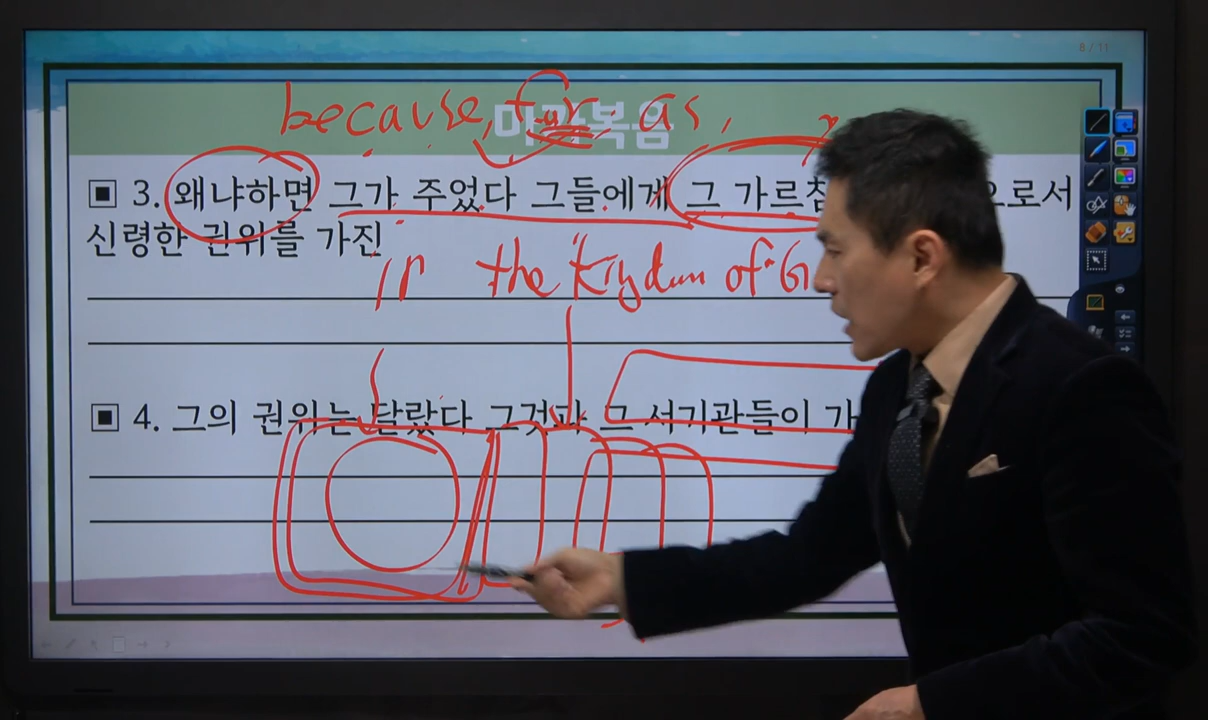 8 / 11
because, for, as,
마가복음
3. 왜냐하면 그가 주었다 그들에게 그 가르침 으로서
신령한 권위를 가진
in the kingdom of G
4. 그의 권위는 달랐다 그것과 그 서기관들이 가